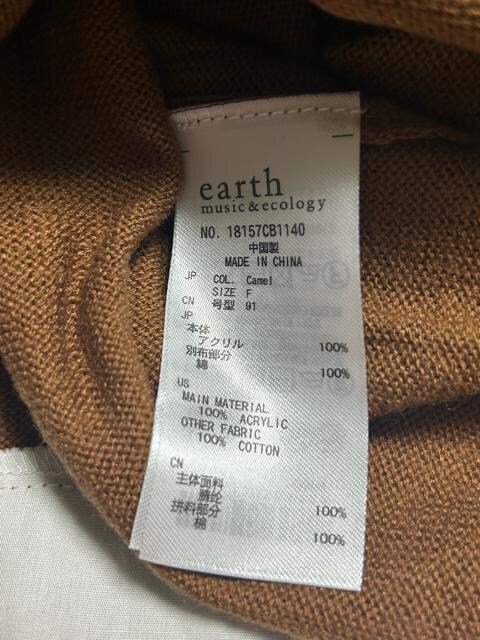 earth
music&ecology
NO. 18157CB1140
中国製
MADE IN CHINA
JP COL. Camel
SIZE F
CN 号型 91
JP
本体
アクリル 100%
別布部分
綿 100%
US
MAIN MATERIAL
100% ACRYLIC
OTHER FABRIC
100% COTTON
CN
主体面料
腈纶 100%
拼料部分
棉 100%